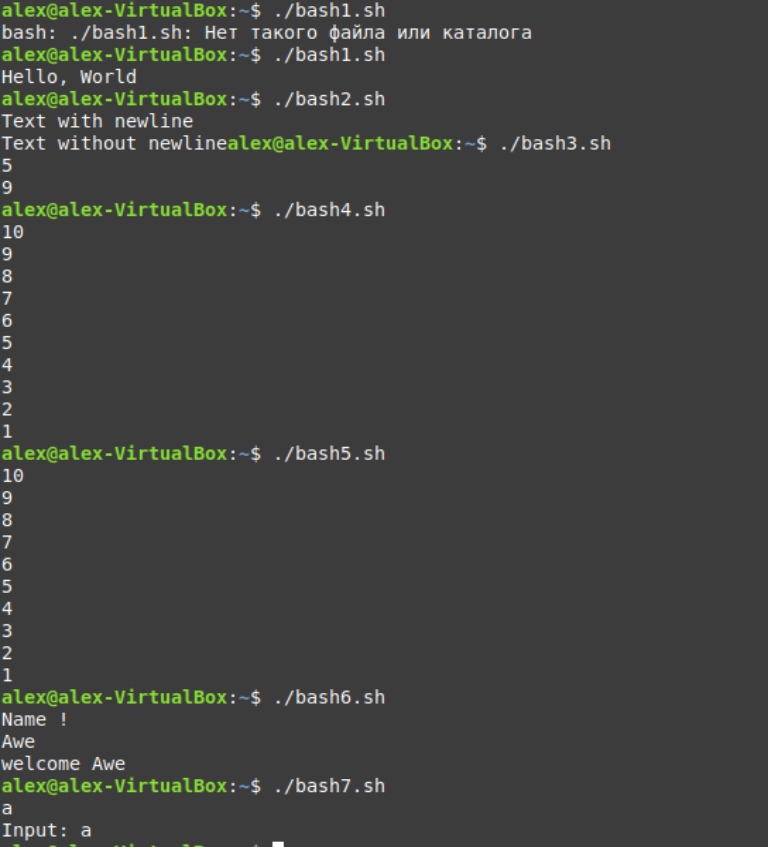 alex@alex-VirtualBox:~$ ./bash1.sh
bash: ./bash1.sh: Нет такого файла или каталога
alex@alex-VirtualBox:~$ ./bash1.sh
Hello, World
alex@alex-VirtualBox:~$ ./bash2.sh
Text with newline
Text without newlinealex@alex-VirtualBox:~$ ./bash3.sh
5
9
alex@alex-VirtualBox:~$ ./bash4.sh
10
9
8
7
6
5
4
3
2
1
alex@alex-VirtualBox:~$ ./bash5.sh
10
9
8
7
6
5
4
3
2
1
alex@alex-VirtualBox:~$ ./bash6.sh
Name !
Awe
welcome Awe
alex@alex-VirtualBox:~$ ./bash7.sh
a
Input: a